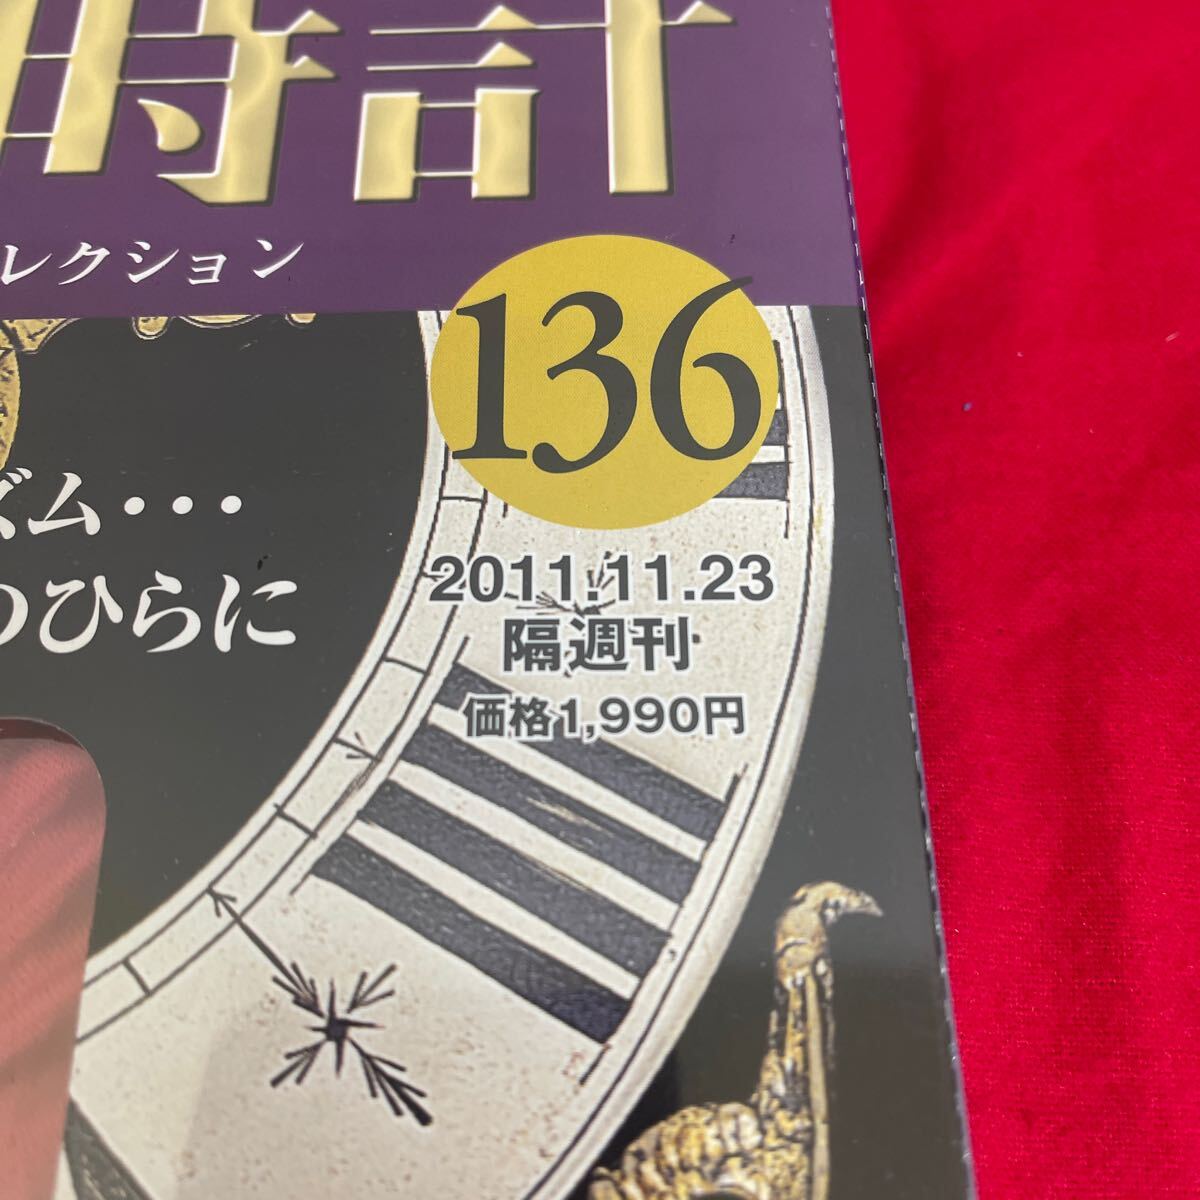 時計
レクション
136
ズム・・・
のひらに
2011.11.23
隔週刊
価格1,990円